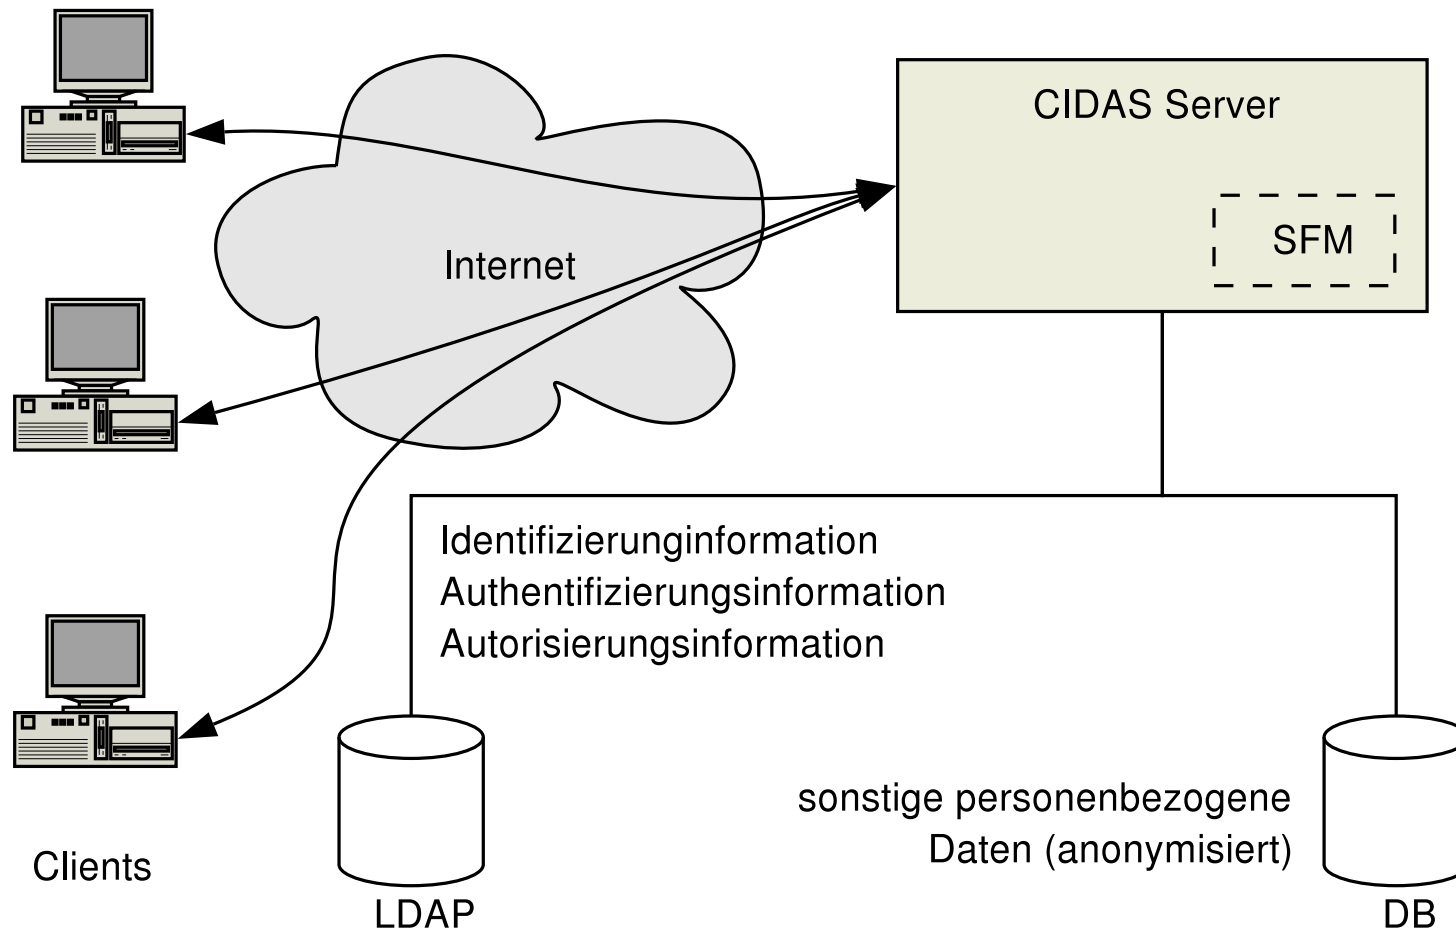 CIDAS Server
SFM
Internet
Identifizierunginformation
Authentifizierungsinformation
Autorisierungsinformation
sonstige personenbezogene
Daten (anonymisiert)
Clients
LDAP
DB